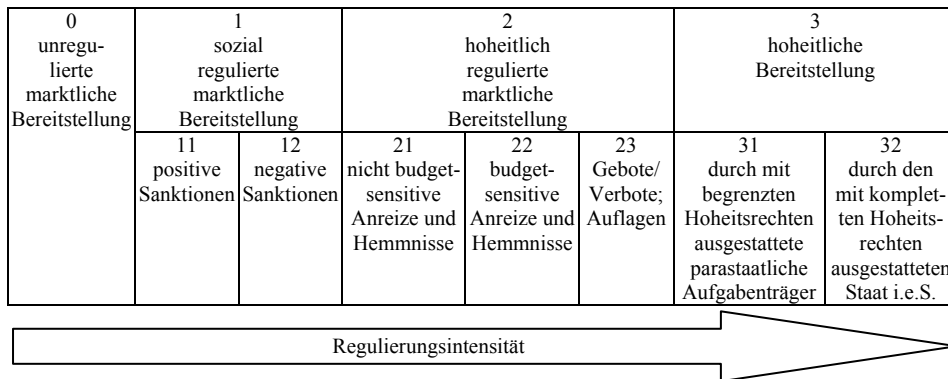 0
unregu-
lierte
marktliche
Bereitstellung
1
sozial
regulierte
marktliche
Bereitstellung
2
hoheitlich
regulierte
marktliche
Bereitstellung
3
hoheitliche
Bereitstellung
11
positive
Sanktionen
12
negative
Sanktionen
21
nicht budget-
sensitive
Anreize und
Hemmnisse
22
budget-
sensitive
Anreize und
Hemmnisse
23
Gebote/
Verbote;
Auflagen
31
durch mit
begrenzten
Hoheitsrechten
ausgestattete
parastaatliche
Aufgabenträger
32
durch den
mit komplet-
ten Hoheits-
rechten
ausgestatteten
Staat i.e.S.
Regulierungsintensität